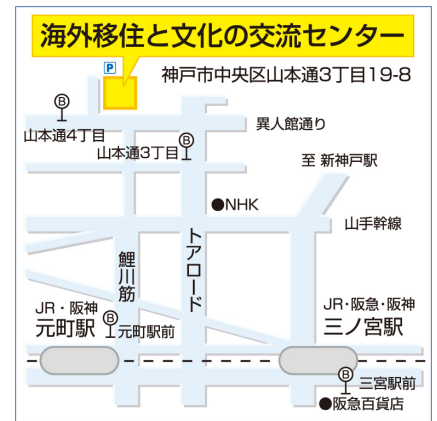 海外移住と文化の交流センター
P
神戸市中央区山本通3丁目19-8
B
山本通4丁目
異人館通り
B
山本通3丁目
至 新神戸駅
●NHK
山手幹線
トアロード
鯉川筋
JR・阪神
元町駅
B
元町駅前
JR・阪急・阪神
三ノ宮駅
B
三宮駅前
●阪急百貨店